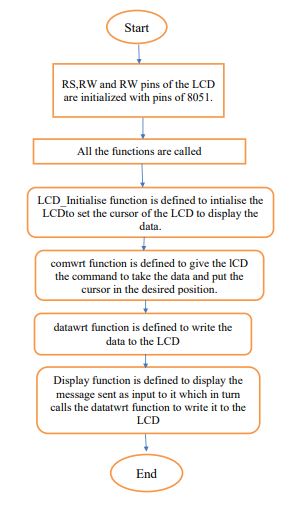 Start
RS,RW and RW pins of the LCD
are initialized with pins of 8051.
All the functions are called
LCD_Initialise function is defined to intialise the
LCDto set the cursor of the LCD to display the
data.
comwrt function is defined to give the lCD
the command to take the data and put the
cursor in the desired position.
datawrt function is defined to write the
data to the LCD
Display function is defined to display the
message sent as input to it which in turn
calls the datatwrt function to write it to the
LCD
End